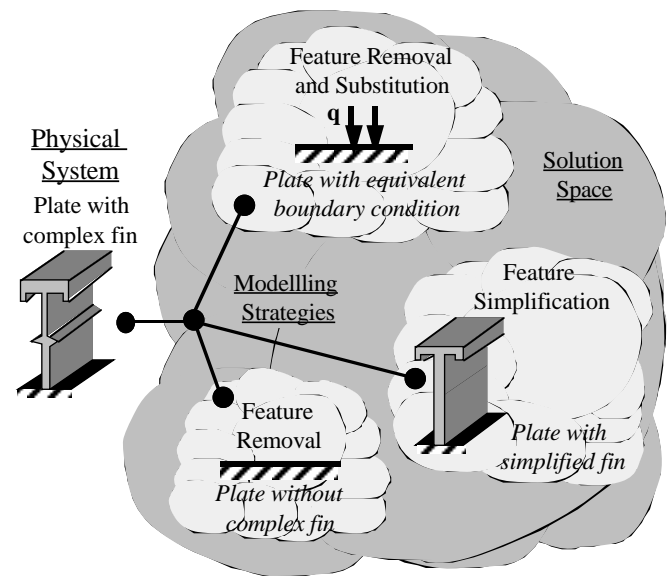 Feature Removal
and Substitution
q
Plate with equivalent
boundary condition
Physical
System
Plate with
complex fin
Solution
Space
Modellling
Strategies
Feature
Simplification
Plate with
simplified fin
Feature
Removal
Plate without
complex fin